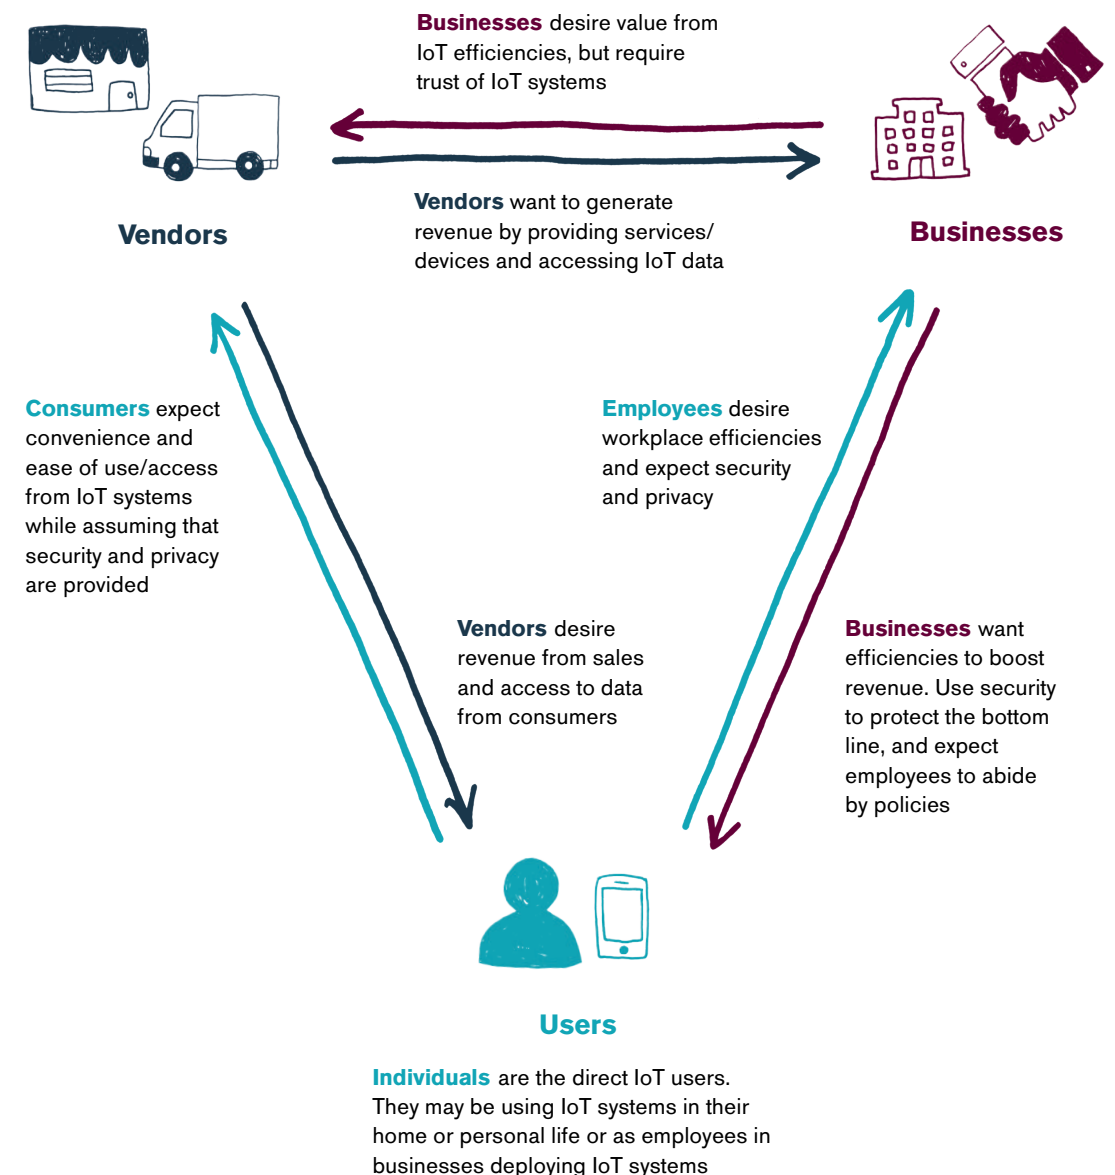 Businesses desire value from
IoT efficiencies, but require
trust of IoT systems
Vendors
Vendors want to generate
revenue by providing services/
devices and accessing IoT data
Businesses
Consumers expect
convenience and
ease of use/access
from IoT systems
while assuming that
security and privacy
are provided
Employees desire
workplace efficiencies
and expect security
and privacy
Vendors desire
revenue from sales
and access to data
from consumers
Businesses want
efficiencies to boost
revenue. Use security
to protect the bottom
line, and expect
employees to abide
by policies
Users
Individuals are the direct IoT users.
They may be using IoT systems in their
home or personal life or as employees in
businesses deploying IoT systems